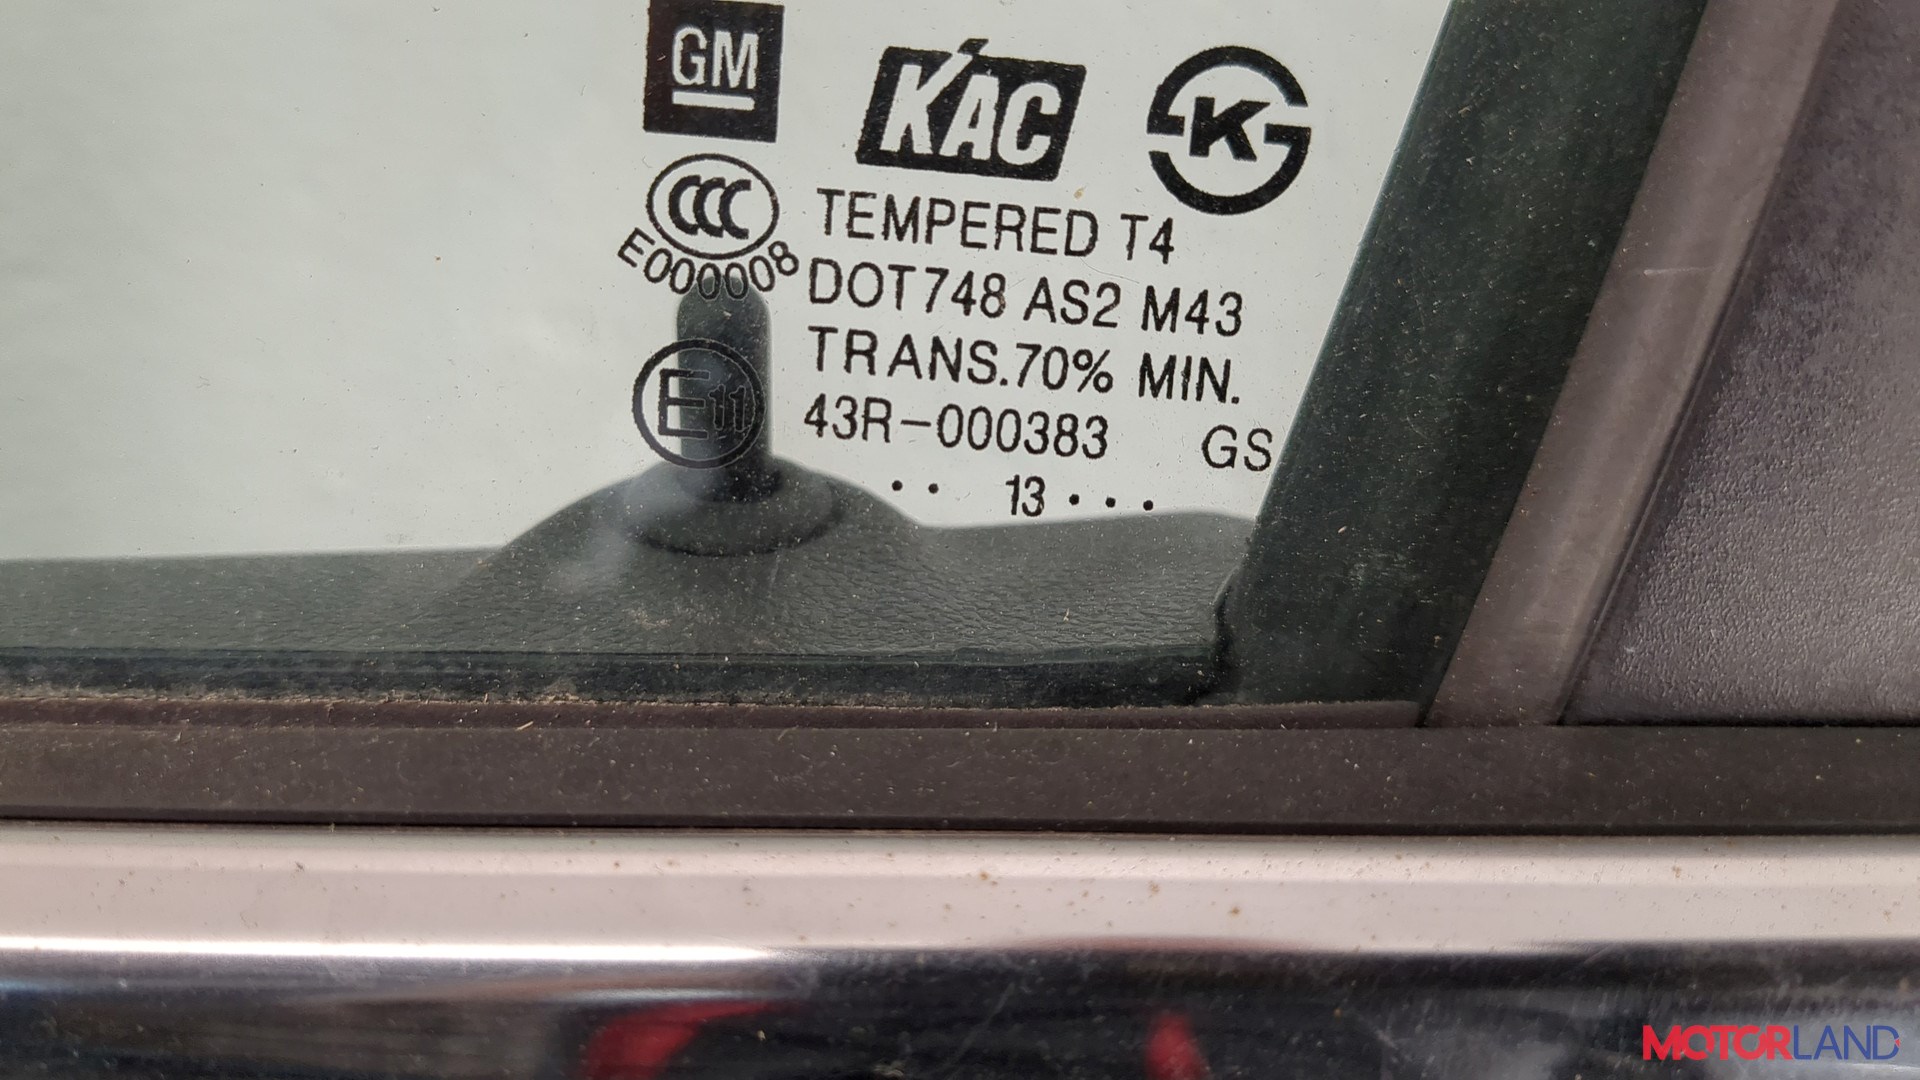 GM
KAC
K
CCC
E000008
TEMPERED T4
DOT748 AS2 M43
TRANS.70% MIN.
E11
43R-000383 GS
·· 13 ···
MOTORLAND